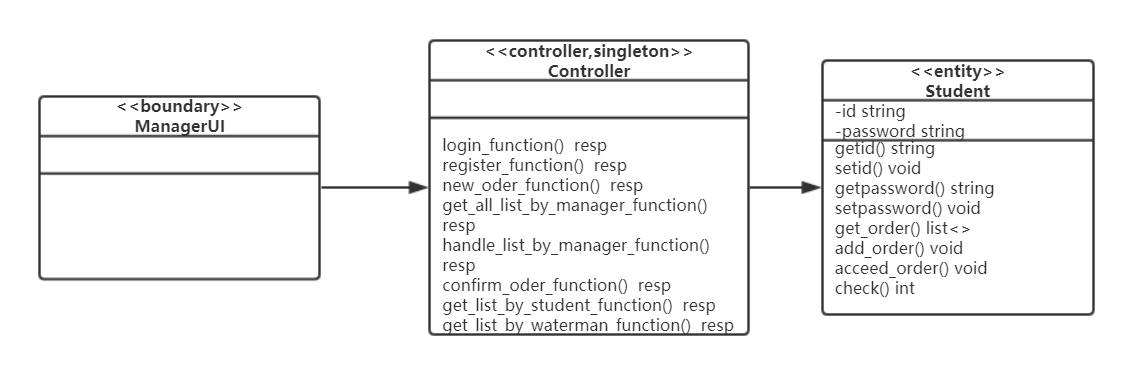 <<boundary>>
ManagerUI
<<controller,singleton>>
Controller
login_function()  resp
register_function()  resp
new_oder_function()  resp
get_all_list_by_manager_function()
resp
handle_list_by_manager_function()
resp
confirm_oder_function()  resp
get_list_by_student_function()  resp
get_list_by_waterman_function()  resp
<<entity>>
Student
-id string
-password string
getid() string
setid() void
getpassword() string
setpassword() void
get_order() list<>
add_order() void
acceed_order() void
check() int